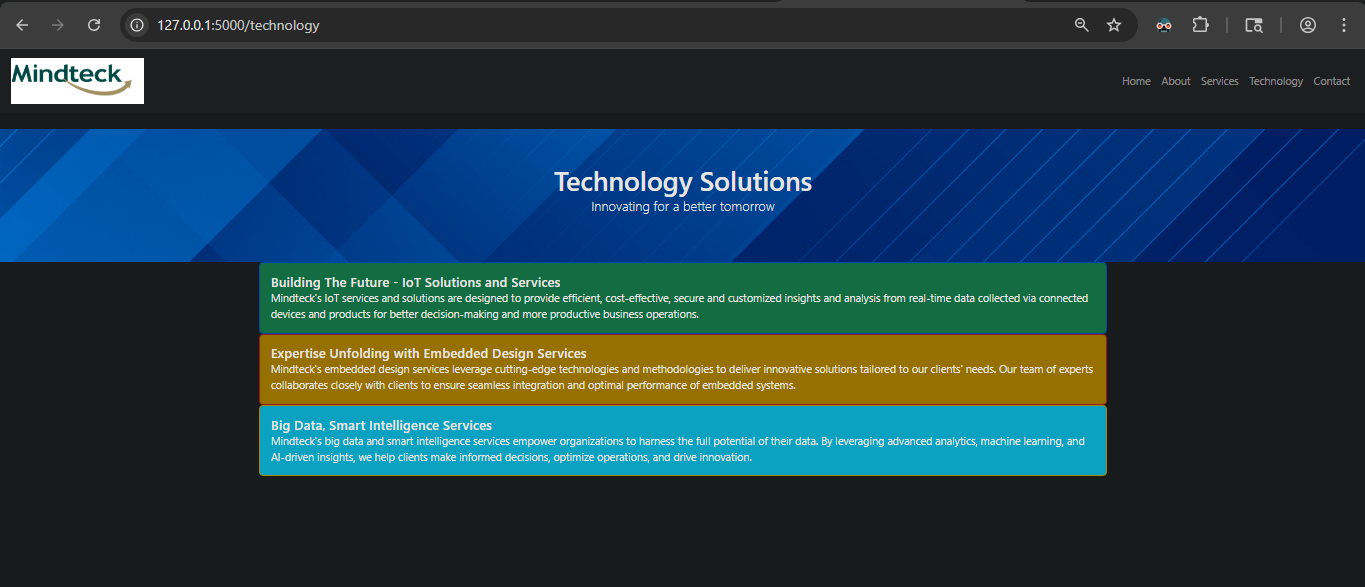 127.0.0.1:5000/technology
Mindteck
Home About Services Technology Contact
Technology Solutions
Innovating for a better tomorrow
Building The Future - IoT Solutions and Services
Mindteck's IoT services and solutions are designed to provide efficient, cost-effective, secure and customized insights and analysis from real-time data collected via connected
devices and products for better decision-making and more productive business operations.
Expertise Unfolding with Embedded Design Services
Mindteck's embedded design services leverage cutting-edge technologies and methodologies to deliver innovative solutions tailored to our clients' needs. Our team of experts
collaborates closely with clients to ensure seamless integration and optimal performance of embedded systems.
Big Data, Smart Intelligence Services
Mindteck's big data and smart intelligence services empower organizations to harness the full potential of their data. By leveraging advanced analytics, machine learning, and
AI-driven insights, we help clients make informed decisions, optimize operations, and drive innovation.